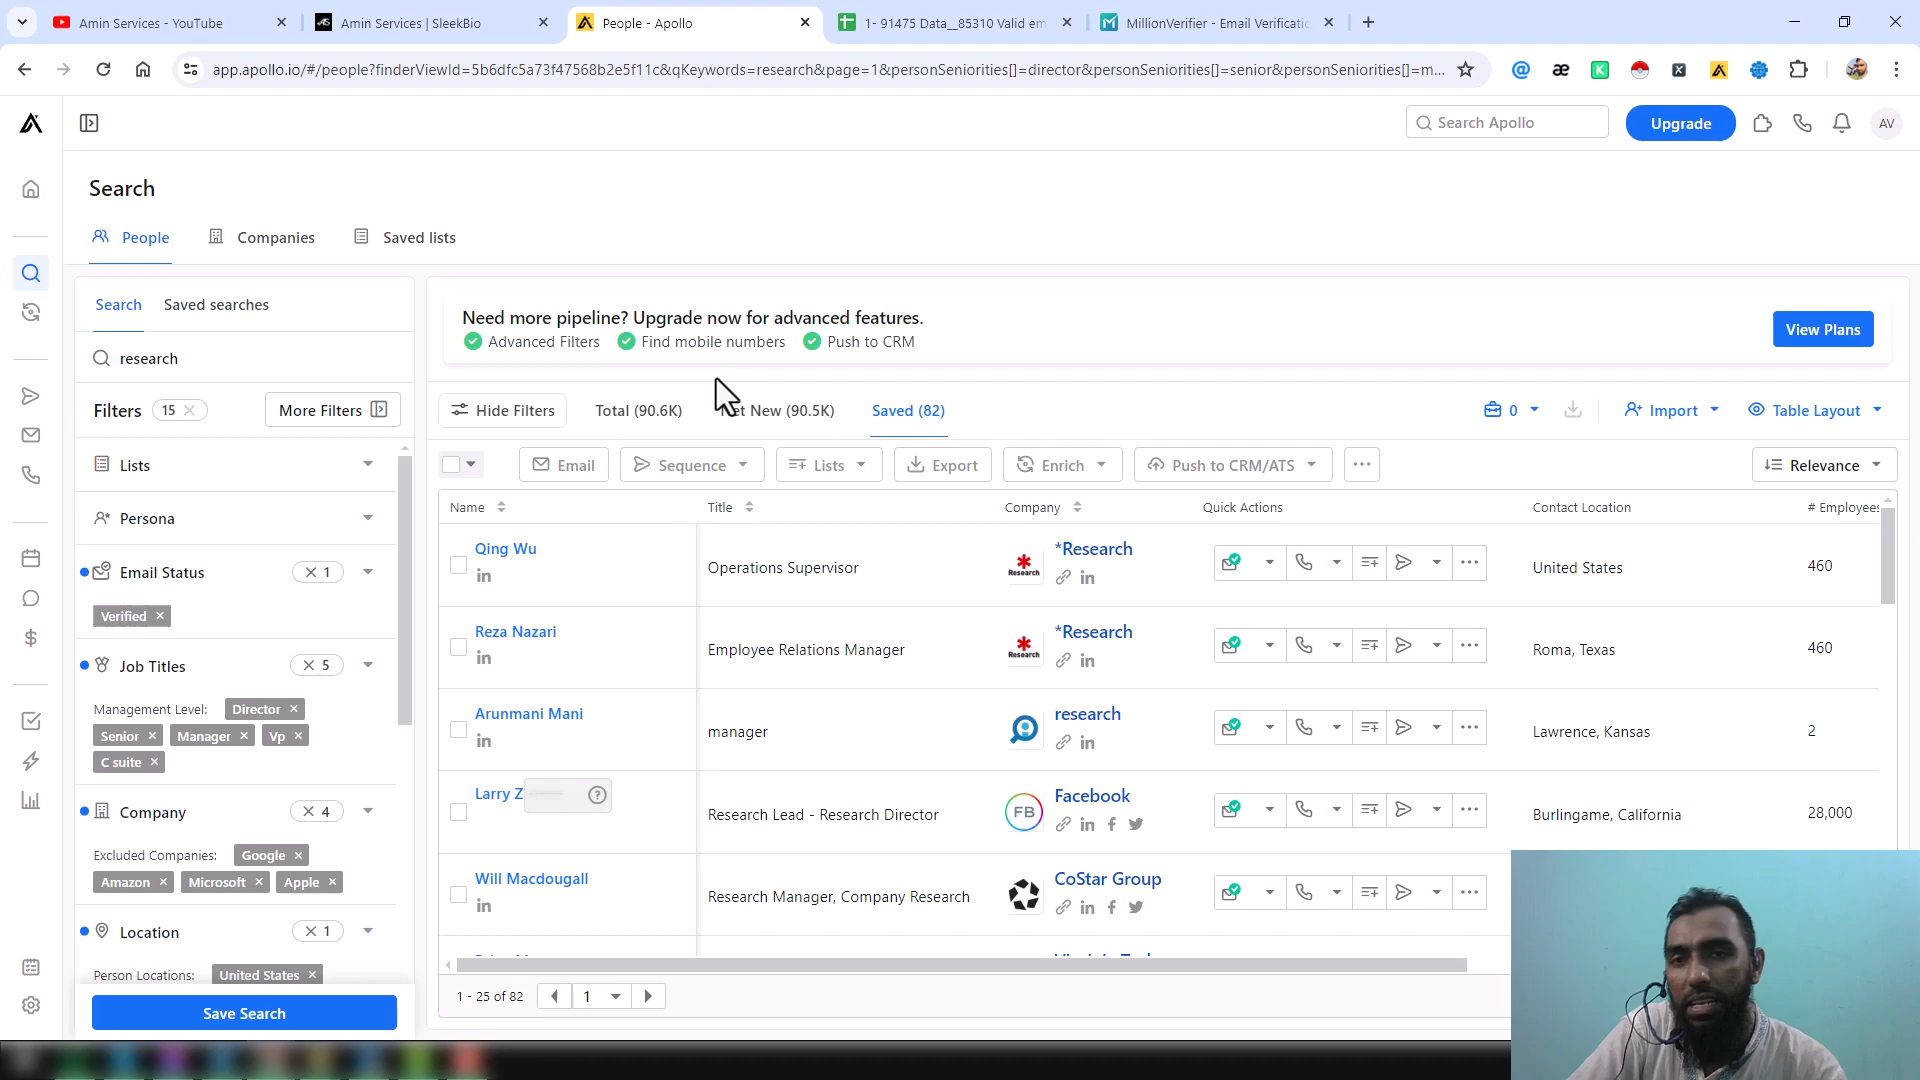 Amin Services - YouTube
Amin Services | SleekBio
People - Apollo
1- 91475 Data__85310 Valid em
MillionVerifier - Email Verificatio
app.apollo.io/#/people?finderViewId=5b6dfc5a73f47568b2e5f11c&qKeywords=research&page=1&personSeniorities[]=director&personSeniorities[]=senior&personSeniorities[]=m...
Search Apollo
Upgrade
AV
Search
People
Companies
Saved lists
Search
Saved searches
research
Filters 15
More Filters
Lists
Persona
Email Status
1
Verified
Job Titles
5
Management Level: Director
Senior Manager Vp
C suite
Company
4
Excluded Companies: Google
Amazon Microsoft Apple
Location
1
Person Locations: United States
Save Search
Need more pipeline? Upgrade now for advanced features.
Advanced Filters Find mobile numbers Push to CRM
View Plans
Hide Filters Total (90.6K) et New (90.5K) Saved (82)
0 Import Table Layout
Email Sequence Lists Export Enrich Push to CRM/ATS
Relevance
Name Title Company Quick Actions Contact Location # Employees
Qing Wu Operations Supervisor *Research United States 460
Reza Nazari Employee Relations Manager *Research Roma, Texas 460
Arunmani Mani manager research Lawrence, Kansas 2
Larry Z Research Lead - Research Director FB Facebook Burlingame, California 28,000
Will Macdougall Research Manager, Company Research CoStar Group
1 - 25 of 82
1